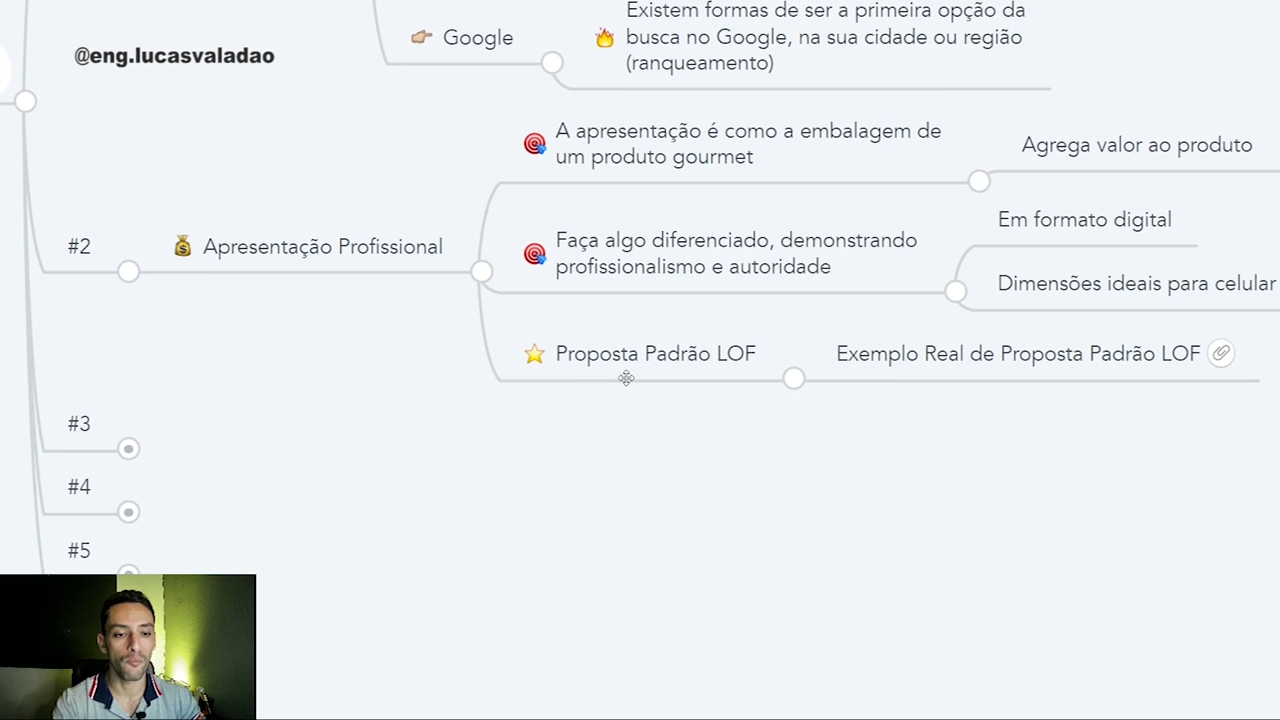 Existem formas de ser a primeira opção da
Google
busca no Google, na sua cidade ou região
(ranqueamento)
@eng.lucasvaladao
A apresentação é como a embalagem de
um produto gourmet
Agrega valor ao produto
#2
Apresentação Profissional
Faça algo diferenciado, demonstrando
profissionalismo e autoridade
Em formato digital
Dimensões ideais para celular
Proposta Padrão LOF
Exemplo Real de Proposta Padrão LOF
#3
#4
#5